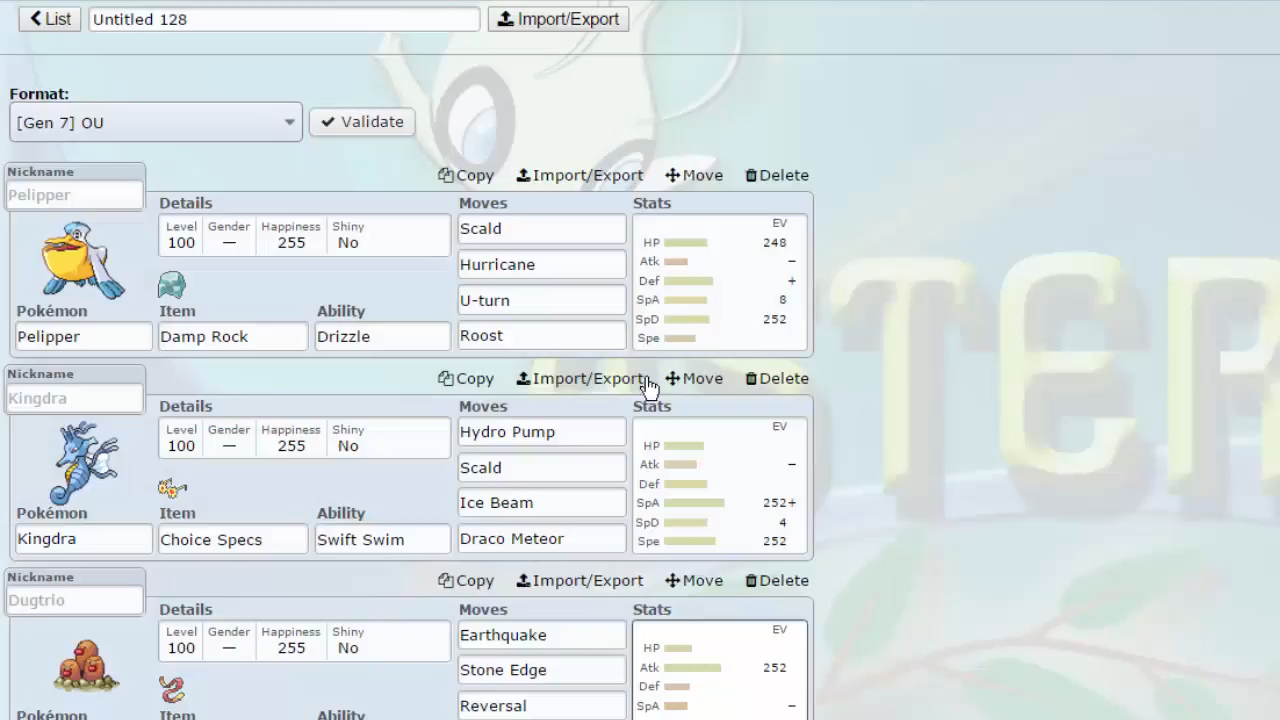 List
Untitled 128
Import/Export
Format:
[Gen 7] OU
Validate
Nickname
Pelipper
Copy
Import/Export
Move
Delete
Details
Moves
Stats
Level
100
Gender
—
Happiness
255
Shiny
No
Scald
Hurricane
U-turn
Roost
EV
HP 248
Atk −
Def +
SpA 8
SpD 252
Spe
Pokémon
Item
Ability
Pelipper
Damp Rock
Drizzle
Nickname
Kingdra
Copy
Import/Export
Move
Delete
Details
Moves
Stats
Level
100
Gender
—
Happiness
255
Shiny
No
Hydro Pump
Scald
Ice Beam
Draco Meteor
EV
HP
Atk −
Def
SpA 252+
SpD 4
Spe 252
Pokémon
Item
Ability
Kingdra
Choice Specs
Swift Swim
Nickname
Dugtrio
Copy
Import/Export
Move
Delete
Details
Moves
Stats
Level
100
Gender
—
Happiness
255
Shiny
No
Earthquake
Stone Edge
Reversal
EV
HP
Atk 252
Def
SpA −
Pokémon
Item
Ability
TER